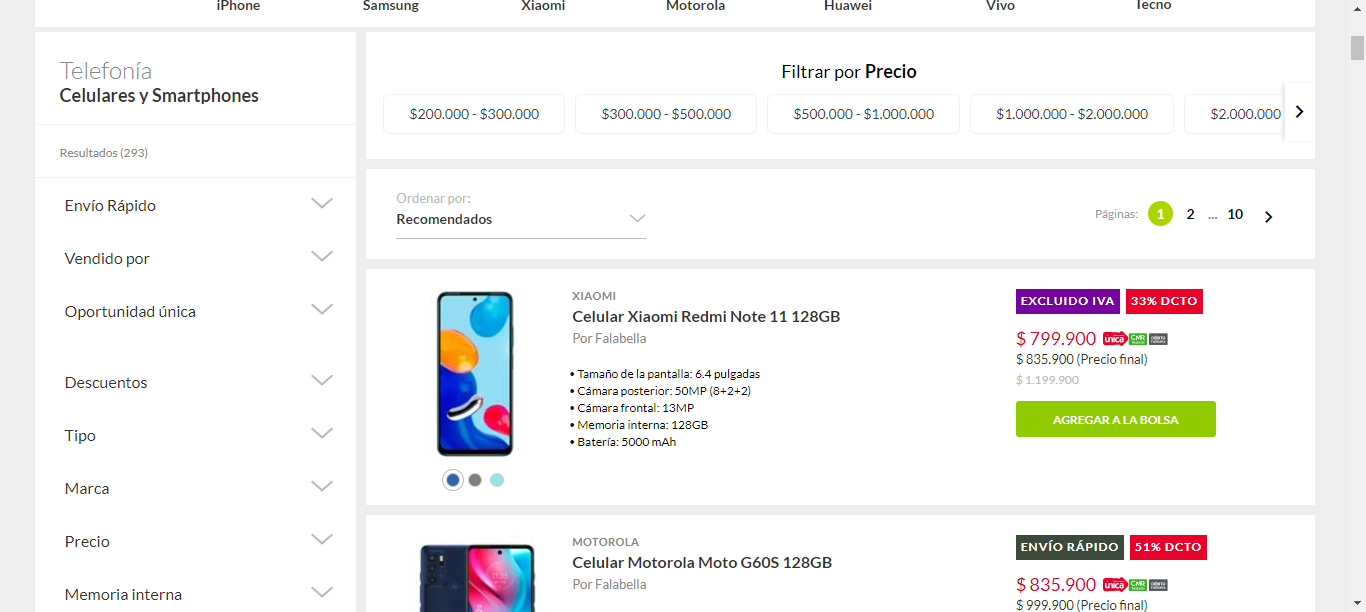 iPhone Samsung Xiaomi Motorola Huawei Vivo Tecno
Telefonía
Celulares y Smartphones
Resultados (293)
Envío Rápido
Vendido por
Oportunidad única
Descuentos
Tipo
Marca
Precio
Memoria interna
Filtrar por Precio
$200.000 - $300.000 $300.000 - $500.000 $500.000 - $1.000.000 $1.000.000 - $2.000.000 $2.000.000
Ordenar por:
Recomendados
Páginas: 1 2 ... 10
XIAOMI
Celular Xiaomi Redmi Note 11 128GB
Por Falabella
• Tamaño de la pantalla: 6.4 pulgadas
• Cámara posterior: 50MP (8+2+2)
• Cámara frontal: 13MP
• Memoria interna: 128GB
• Batería: 5000 mAh
EXCLUIDO IVA 33% DCTO
$ 799.900 única CMR
$ 835.900 (Precio final)
$ 1.199.900
AGREGAR A LA BOLSA
MOTOROLA
Celular Motorola Moto G60S 128GB
Por Falabella
ENVÍO RÁPIDO 51% DCTO
$ 835.900 única CMR
$ 999.900 (Precio final)